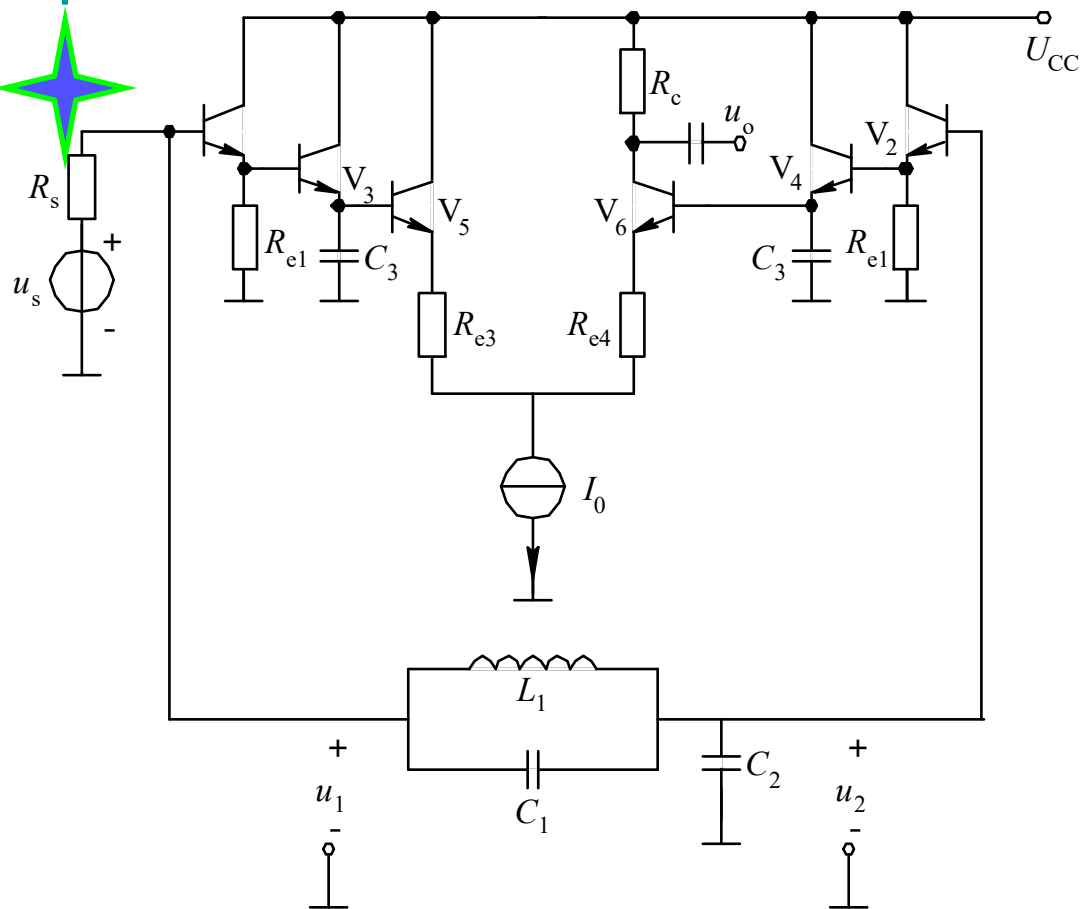 U_CC
R_c
u_o
V_2
R_s
V_3
V_4
V_5
V_6
+
R_e1
C_3
C_3
R_e1
u_s
-
R_e3
R_e4
I_0
L_1
+
+
C_2
u_1
C_1
u_2
-
-